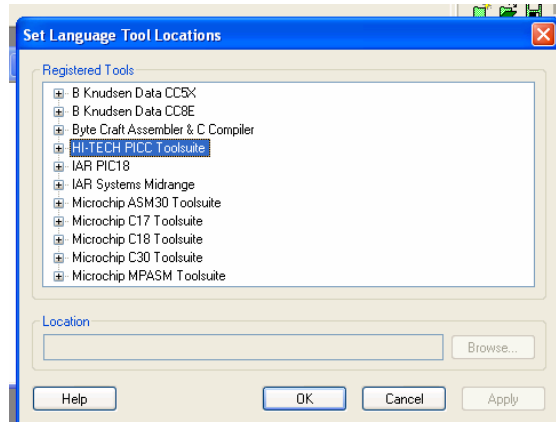 Set Language Tool Locations
Registered Tools
B Knudsen Data CC5X
B Knudsen Data CC8E
Byte Craft Assembler & C Compiler
HI-TECH PICC Toolsuite
IAR PIC18
IAR Systems Midrange
Microchip ASM30 Toolsuite
Microchip C17 Toolsuite
Microchip C18 Toolsuite
Microchip C30 Toolsuite
Microchip MPASM Toolsuite
Location
Browse...
Help
OK
Cancel
Apply